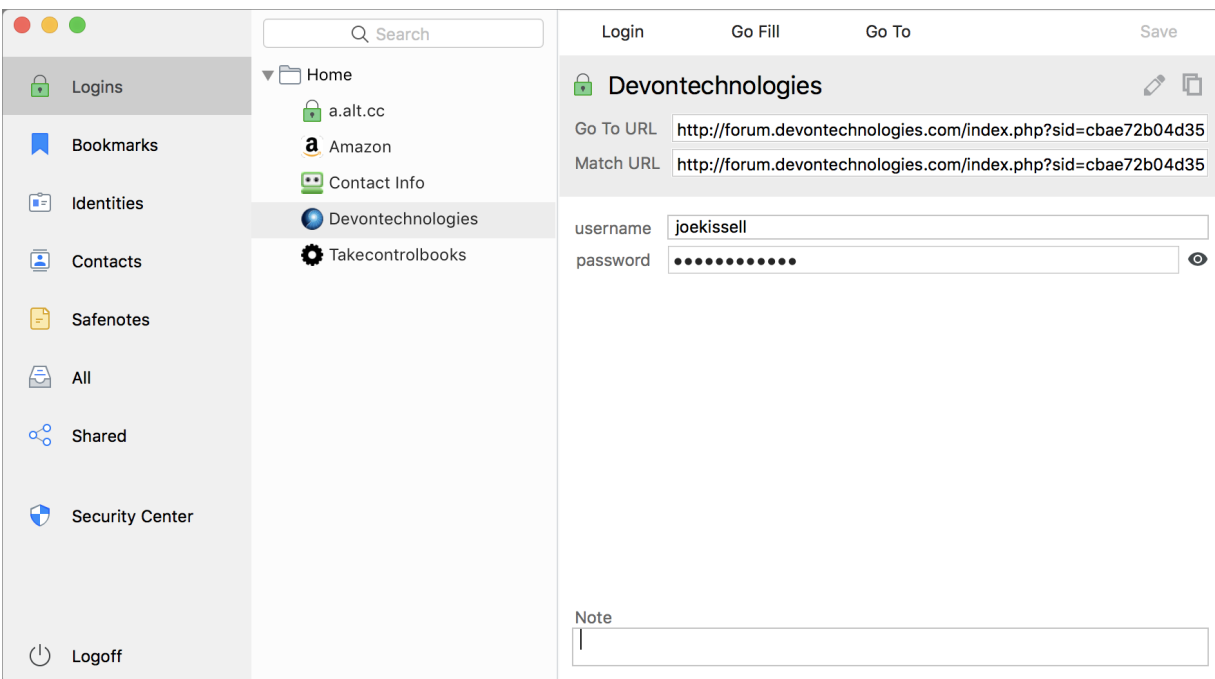 Logins
Bookmarks
Identities
Contacts
Safenotes
All
Shared
Security Center
Logoff
Search
Home
a.alt.cc
Amazon
Contact Info
Devontechnologies
Takecontrolbooks
Login Go Fill Go To Save
Devontechnologies
Go To URL http://forum.devontechnologies.com/index.php?sid=cbae72b04d35
Match URL http://forum.devontechnologies.com/index.php?sid=cbae72b04d35
username joekissell
password ●●●●●●●●●●●●
Note